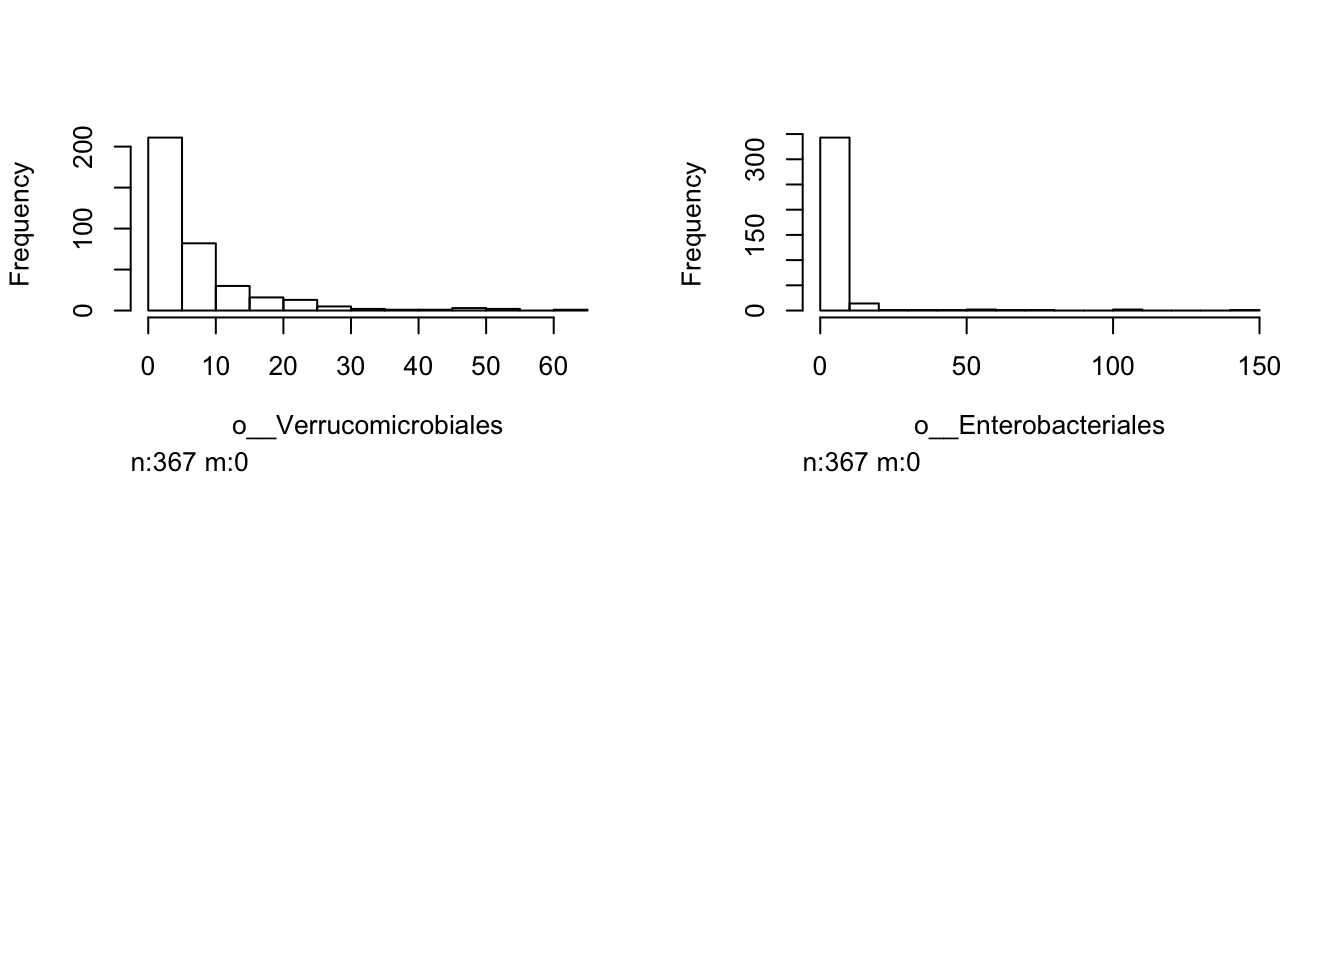 Frequency
0
100
200
0 10 20 30 40 50 60
o__Verrucomicrobiales
n:367 m:0
Frequency
0
150
300
0 50 100 150
o__Enterobacteriales
n:367 m:0